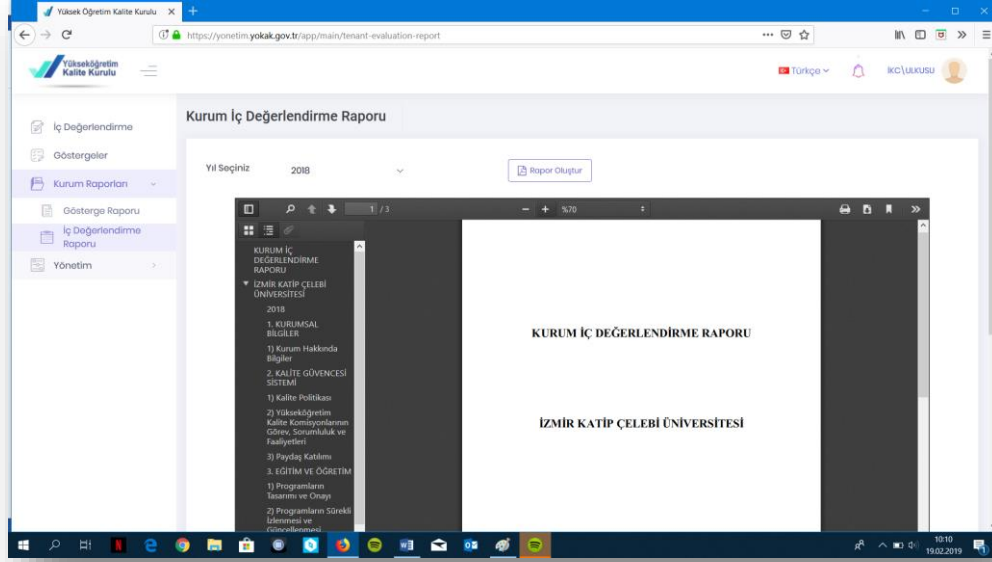 Yüksek Öğretim Kalite Kurulu
https://yonetim.yokak.gov.tr/app/main/tenant-evaluation-report
Yükseköğretim
Kalite Kurulu
Türkçe
IKC\UUKUSU
Kurum İç Değerlendirme Raporu
İç Değerlendirme
Göstergeler
Kurum Raporları
Gösterge Raporu
İç Değerlendirme
Raporu
Yönetim
Yıl Seçiniz
2018
Rapor Oluştur
1 / 3
%70
KURUM İÇ
DEĞERLENDİRME
RAPORU
İZMİR KATİP ÇELEBİ
ÜNİVERSİTESİ
2018
1. KURUMSAL
BİLGİLER
1) Kurum Hakkında
Bilgiler
2. KALİTE GÜVENCESİ
SİSTEMİ
1) Kalite Politikası
2) Yükseköğretim
Kalite Komisyonlarının
Görev, Sorumluluk ve
Faaliyetleri
3) Paydaş Katılımı
3. EĞİTİM VE ÖĞRETİM
1) Programların
Tasarımı ve Onayı
2) Programların Sürekli
İzlenmesi ve
Güncellenmesi
KURUM İÇ DEĞERLENDİRME RAPORU
İZMİR KATİP ÇELEBİ ÜNİVERSİTESİ
10:10
19.02.2019